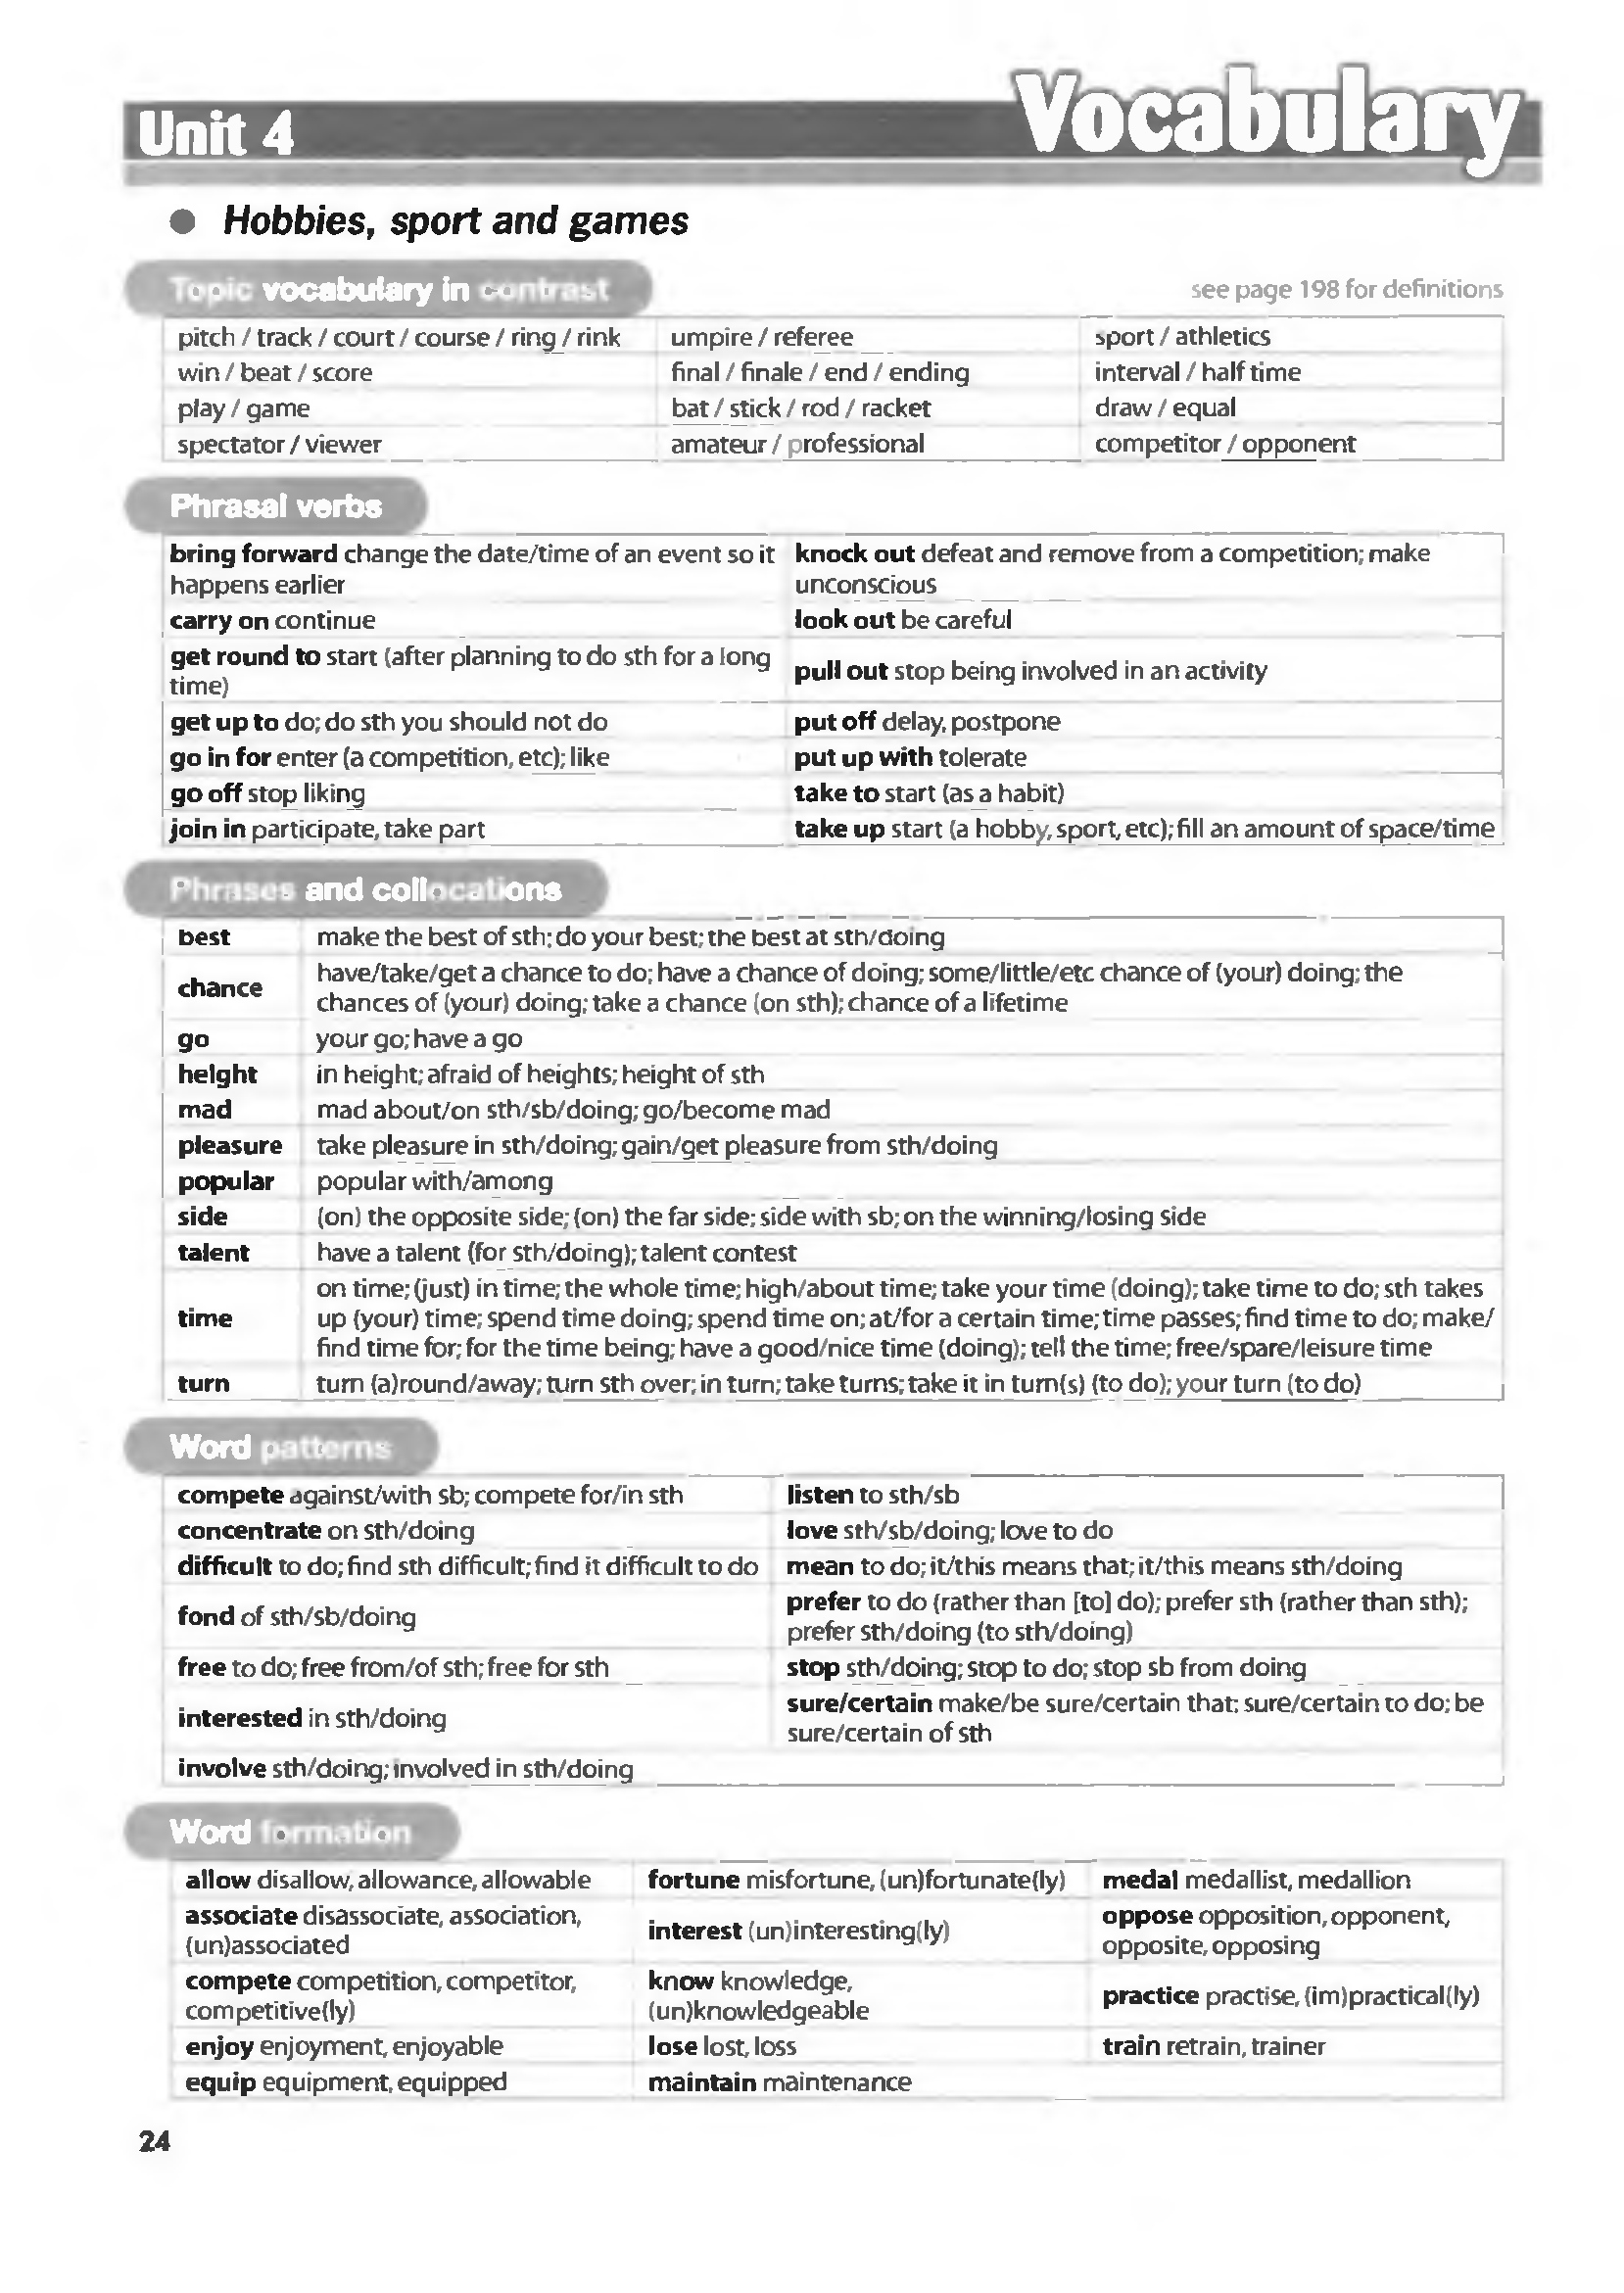 Unit 4
Vocabulary
● Hobbies, sport and games
Topic vocabulary in contrast
see page 198 for definitions
pitch / track / court / course / ring / rink
umpire / referee
sport / athletics
win / beat / score
final / finale / end / ending
interval / half time
play / game
bat / stick / rod / racket
draw / equal
spectator / viewer
amateur / professional
competitor / opponent
Phrasal verbs
bring forward change the date/time of an event so it
happens earlier
knock out defeat and remove from a competition; make
unconscious
carry on continue
look out be careful
get round to start (after planning to do sth for a long
time)
pull out stop being involved in an activity
get up to do; do sth you should not do
put off delay, postpone
go in for enter (a competition, etc); like
put up with tolerate
go off stop liking
take to start (as a habit)
join in participate, take part
take up start (a hobby, sport, etc); fill an amount of space/time
Phrases and collocations
best
make the best of sth; do your best; the best at sth/doing
chance
have/take/get a chance to do; have a chance of doing; some/little/etc chance of (your) doing; the
chances of (your) doing; take a chance (on sth); chance of a lifetime
go
your go; have a go
height
in height; afraid of heights; height of sth
mad
mad about/on sth/sb/doing; go/become mad
pleasure
take pleasure in sth/doing; gain/get pleasure from sth/doing
popular
popular with/among
side
(on) the opposite side; (on) the far side; side with sb; on the winning/losing side
talent
have a talent (for sth/doing); talent contest
time
on time; (just) in time; the whole time; high/about time; take your time (doing); take time to do; sth takes
up (your) time; spend time doing; spend time on; at/for a certain time; time passes; find time to do; make/
find time for; for the time being; have a good/nice time (doing); tell the time; free/spare/leisure time
turn
turn (a)round/away; turn sth over; in turn; take turns; take it in turn(s) (to do); your turn (to do)
Word patterns
compete against/with sb; compete for/in sth
listen to sth/sb
concentrate on sth/doing
love sth/sb/doing; love to do
difficult to do; find sth difficult; find it difficult to do
mean to do; it/this means that; it/this means sth/doing
fond of sth/sb/doing
prefer to do (rather than [to] do); prefer sth (rather than sth);
prefer sth/doing (to sth/doing)
free to do; free from/of sth; free for sth
stop sth/doing; stop to do; stop sb from doing
interested in sth/doing
sure/certain make/be sure/certain that; sure/certain to do; be
sure/certain of sth
involve sth/doing; involved in sth/doing
Word formation
allow disallow, allowance, allowable
fortune misfortune, (un)fortunate(ly)
medal medallist, medallion
associate disassociate, association,
(un)associated
interest (un)interesting(ly)
oppose opposition, opponent,
opposite, opposing
compete competition, competitor,
competitive(ly)
know knowledge,
(un)knowledgeable
practice practise, (im)practical(ly)
enjoy enjoyment, enjoyable
lose lost, loss
train retrain, trainer
equip equipment, equipped
maintain maintenance
24